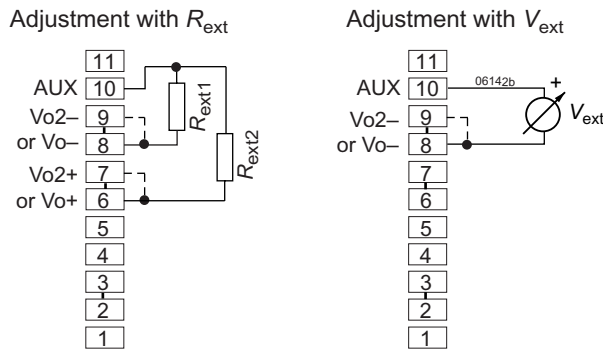 Adjustment with Rext
11
AUX 10
Vo2– 9
or Vo– 8
Vo2+ 7
or Vo+ 6
5
4
3
2
1
Rext1
Rext2
Adjustment with Vext
11
AUX 10 06142b +
Vo2– 9
or Vo– 8
Vext
7
6
5
4
3
2
1